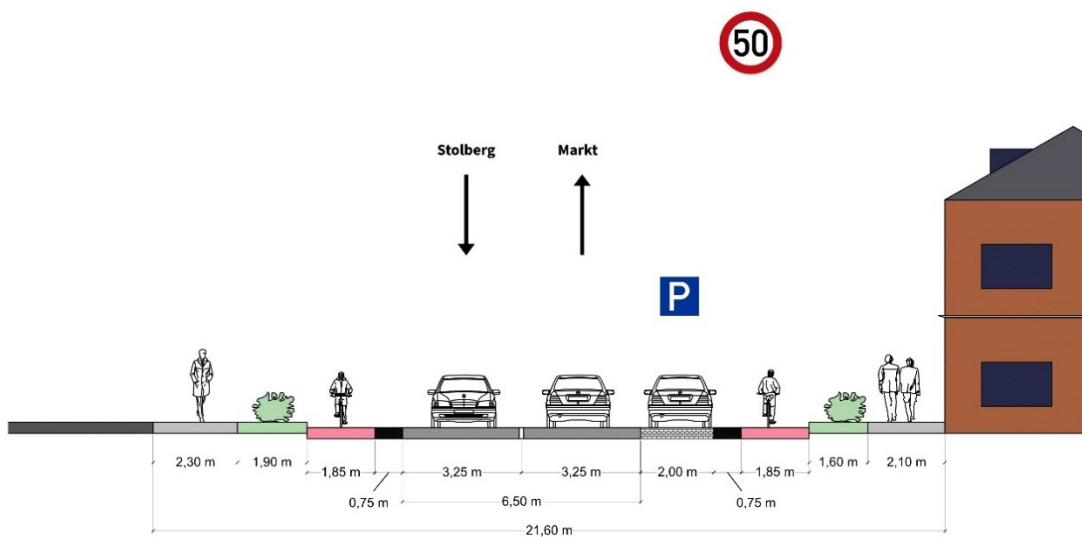 50
Stolberg Markt
P
2,30 m 1,90 m 1,85 m 3,25 m 3,25 m 2,00 m 1,85 m 1,60 m 2,10 m
0,75 m 6,50 m 0,75 m
21,60 m